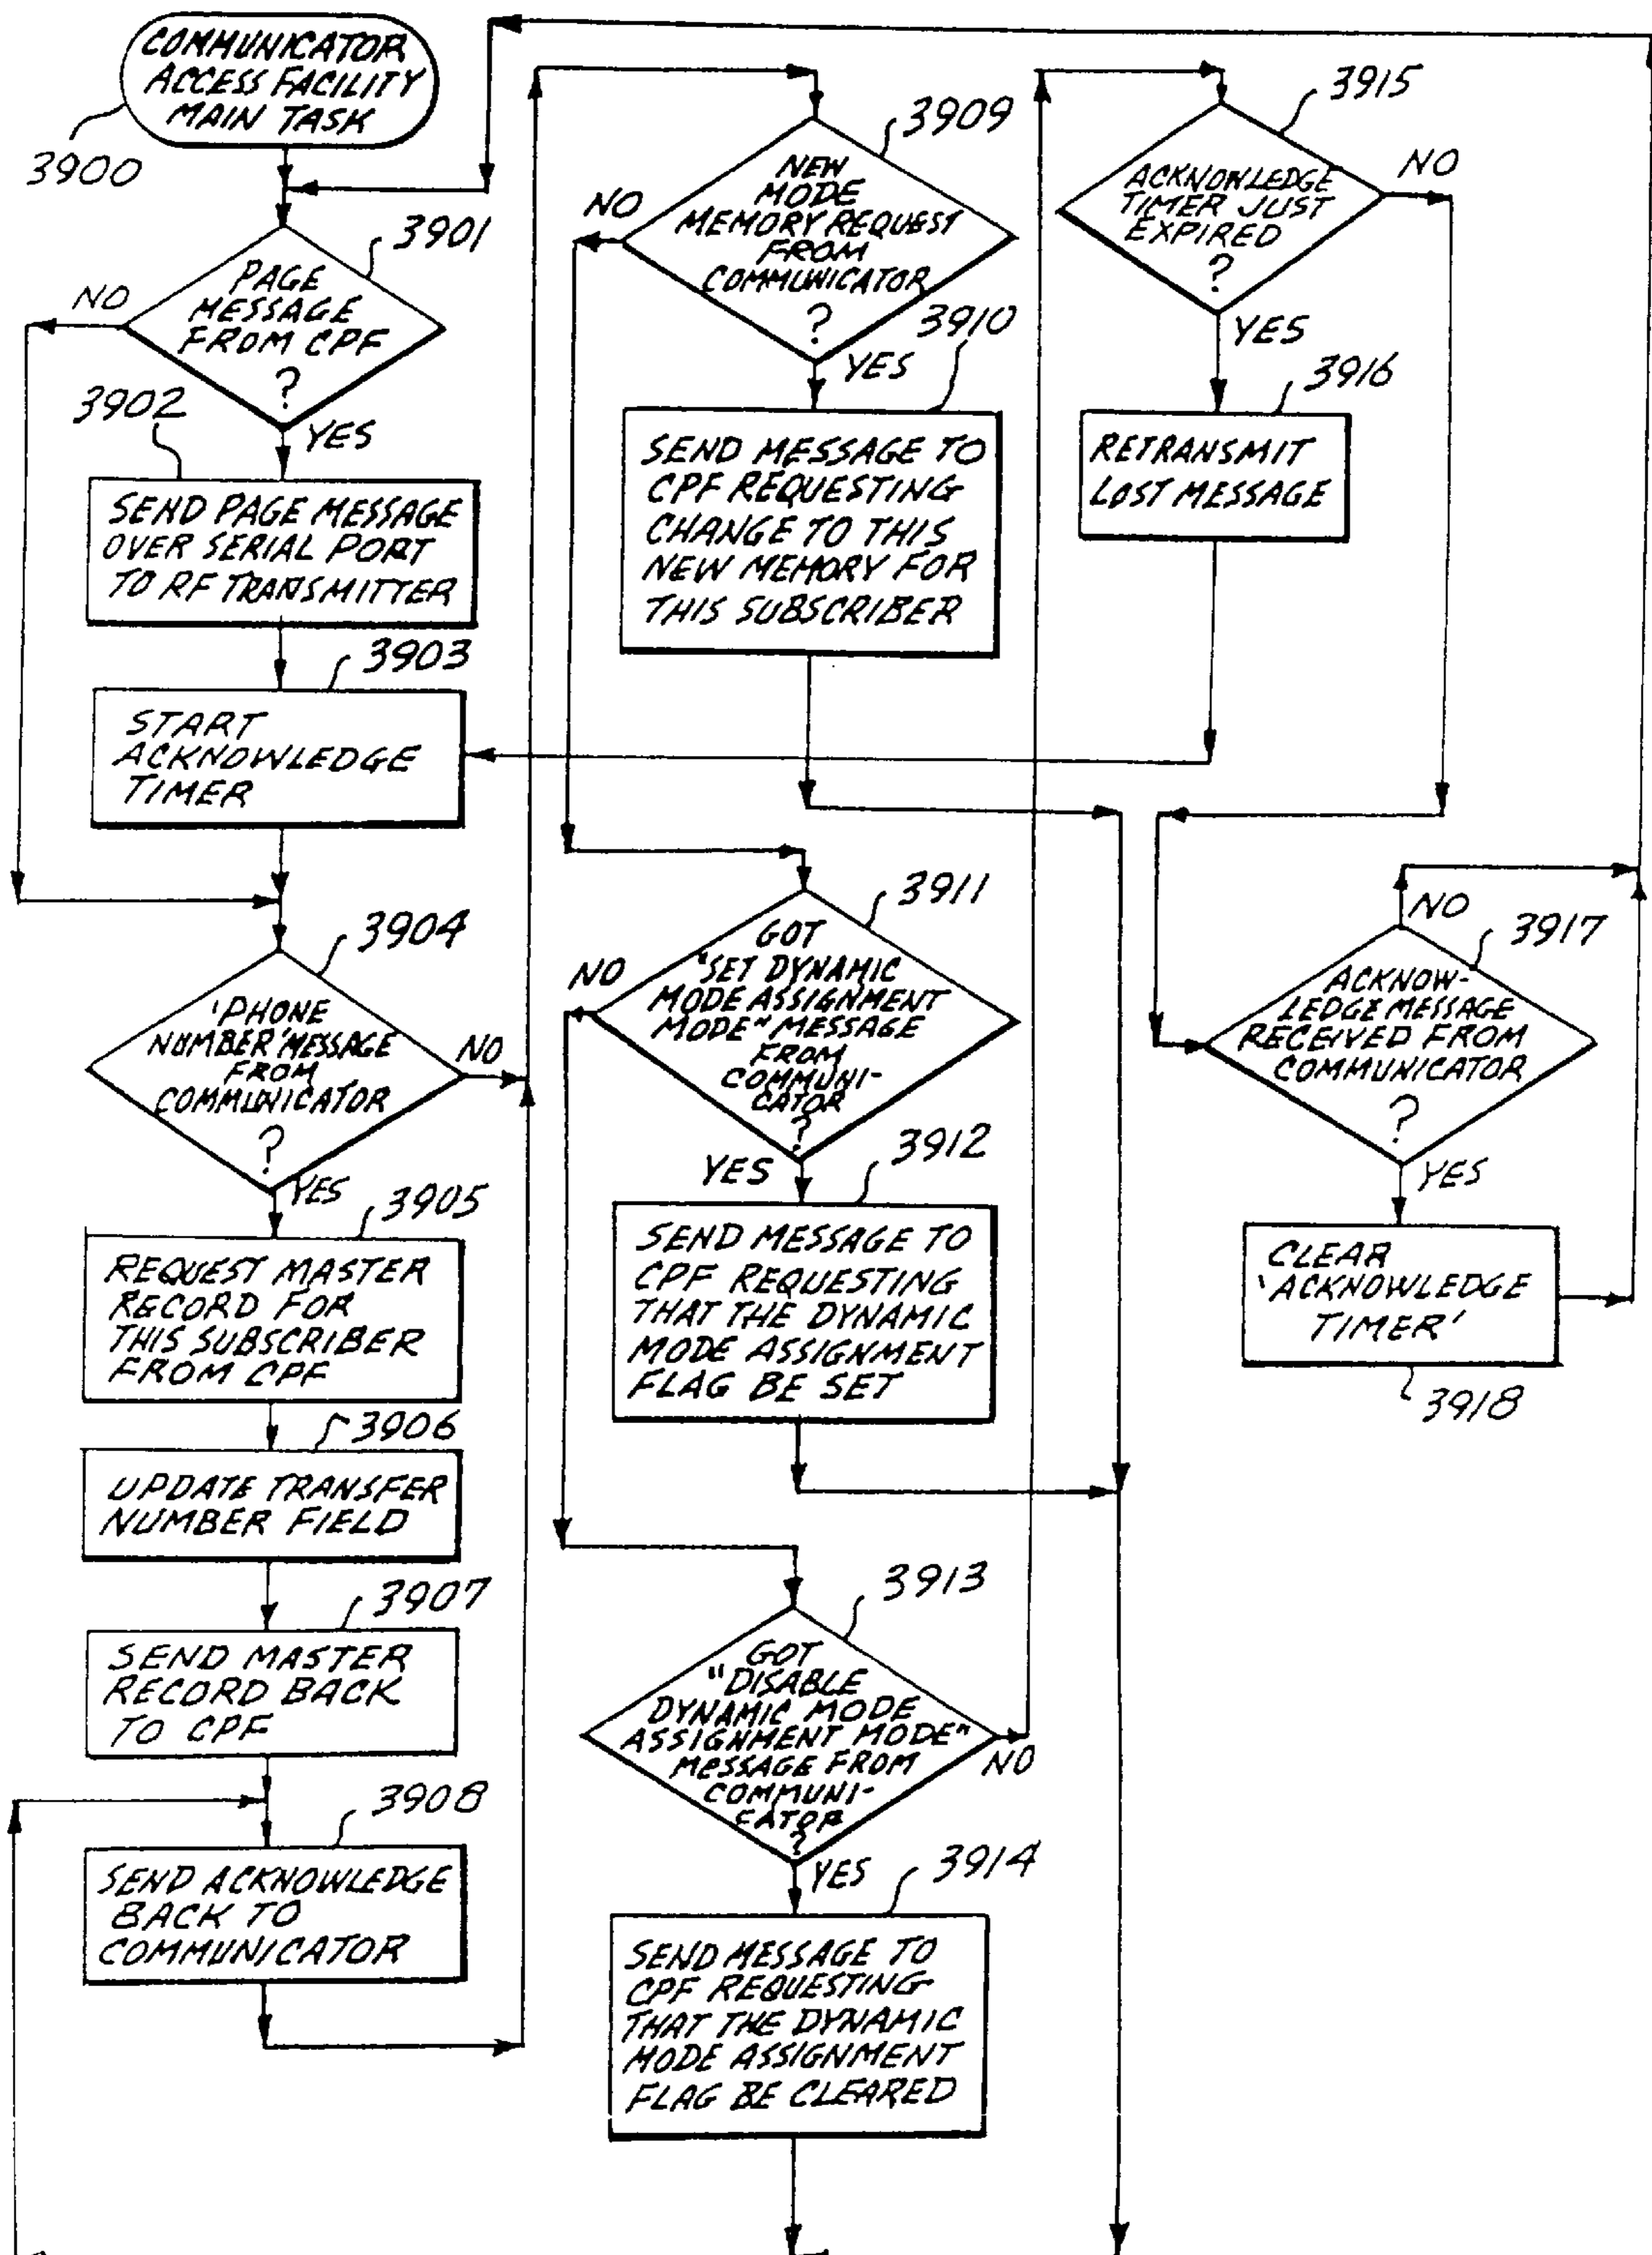 COMMUNICATOR
ACCESS FACILITY
MAIN TASK
3900
3901
PAGE
MESSAGE
FROM CPF
?
NO
YES
3902
SEND PAGE MESSAGE
OVER SERIAL PORT
TO RF TRANSMITTER
3903
START
ACKNOWLEDGE
TIMER
3904
'PHONE
NUMBER' MESSAGE
FROM
COMMUNICATOR
?
NO
YES
3905
REQUEST MASTER
RECORD FOR
THIS SUBSCRIBER
FROM CPF
3906
UPDATE TRANSFER
NUMBER FIELD
3907
SEND MASTER
RECORD BACK
TO CPF
3908
SEND ACKNOWLEDGE
BACK TO
COMMUNICATOR
3909
NEW
MODE
MEMORY REQUEST
FROM
COMMUNICATOR
?
NO
YES
3910
SEND MESSAGE TO
CPF REQUESTING
CHANGE TO THIS
NEW MEMORY FOR
THIS SUBSCRIBER
3911
GOT
"SET DYNAMIC
MODE ASSIGNMENT
MODE" MESSAGE
FROM
COMMUNI-
CATOR
?
NO
YES
3912
SEND MESSAGE TO
CPF REQUESTING
THAT THE DYNAMIC
MODE ASSIGNMENT
FLAG BE SET
3913
GOT
"DISABLE
DYNAMIC MODE
ASSIGNMENT MODE"
MESSAGE FROM
COMMUNI-
CATOR
?
NO
YES
3914
SEND MESSAGE TO
CPF REQUESTING
THAT THE DYNAMIC
MODE ASSIGNMENT
FLAG BE CLEARED
3915
ACKNOWLEDGE
TIMER JUST
EXPIRED
?
NO
YES
3916
RETRANSMIT
LOST MESSAGE
3917
ACKNOW-
LEDGE MESSAGE
RECEIVED FROM
COMMUNICATOR
?
NO
YES
CLEAR
'ACKNOWLEDGE
TIMER'
3918